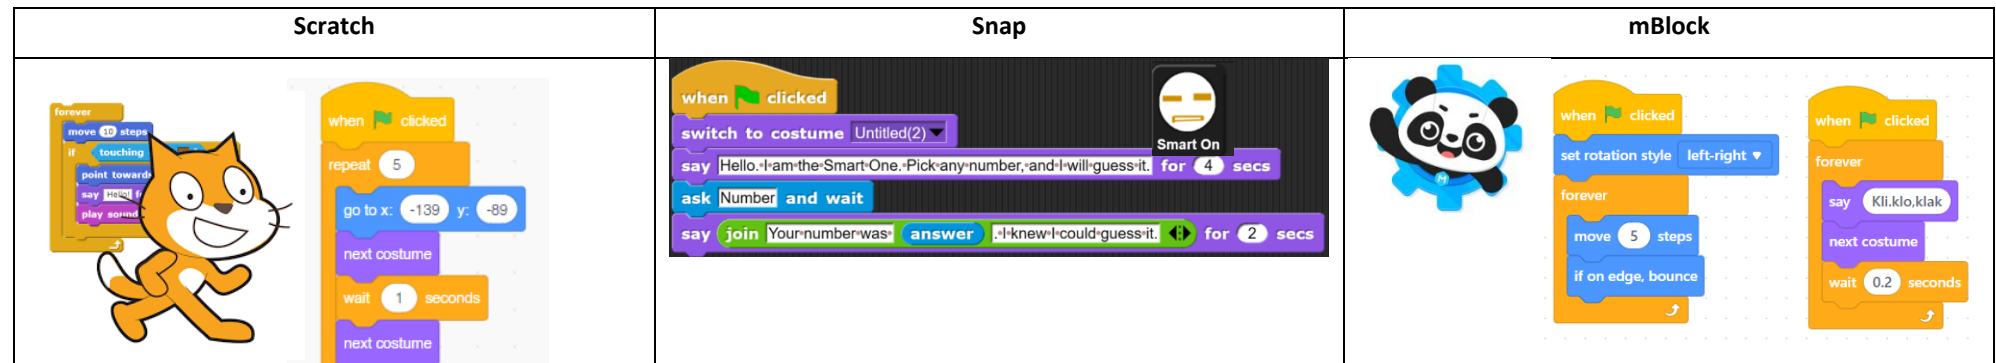 Scratch
Snap
mBlock
forever
move 10 steps
if touching
point toward
say Hello!
play sound
when clicked
repeat 5
go to x: -139 y: -89
next costume
wait 1 seconds
next costume
when clicked
switch to costume Untitled(2)
say Hello. I am the Smart One. Pick any number, and I will guess it. for 4 secs
ask Number and wait
say join Your number was answer . I knew I could guess it. for 2 secs
Smart On
when clicked
set rotation style left-right
forever
move 5 steps
if on edge, bounce
when clicked
forever
say Kli.klo,klak
next costume
wait 0.2 seconds